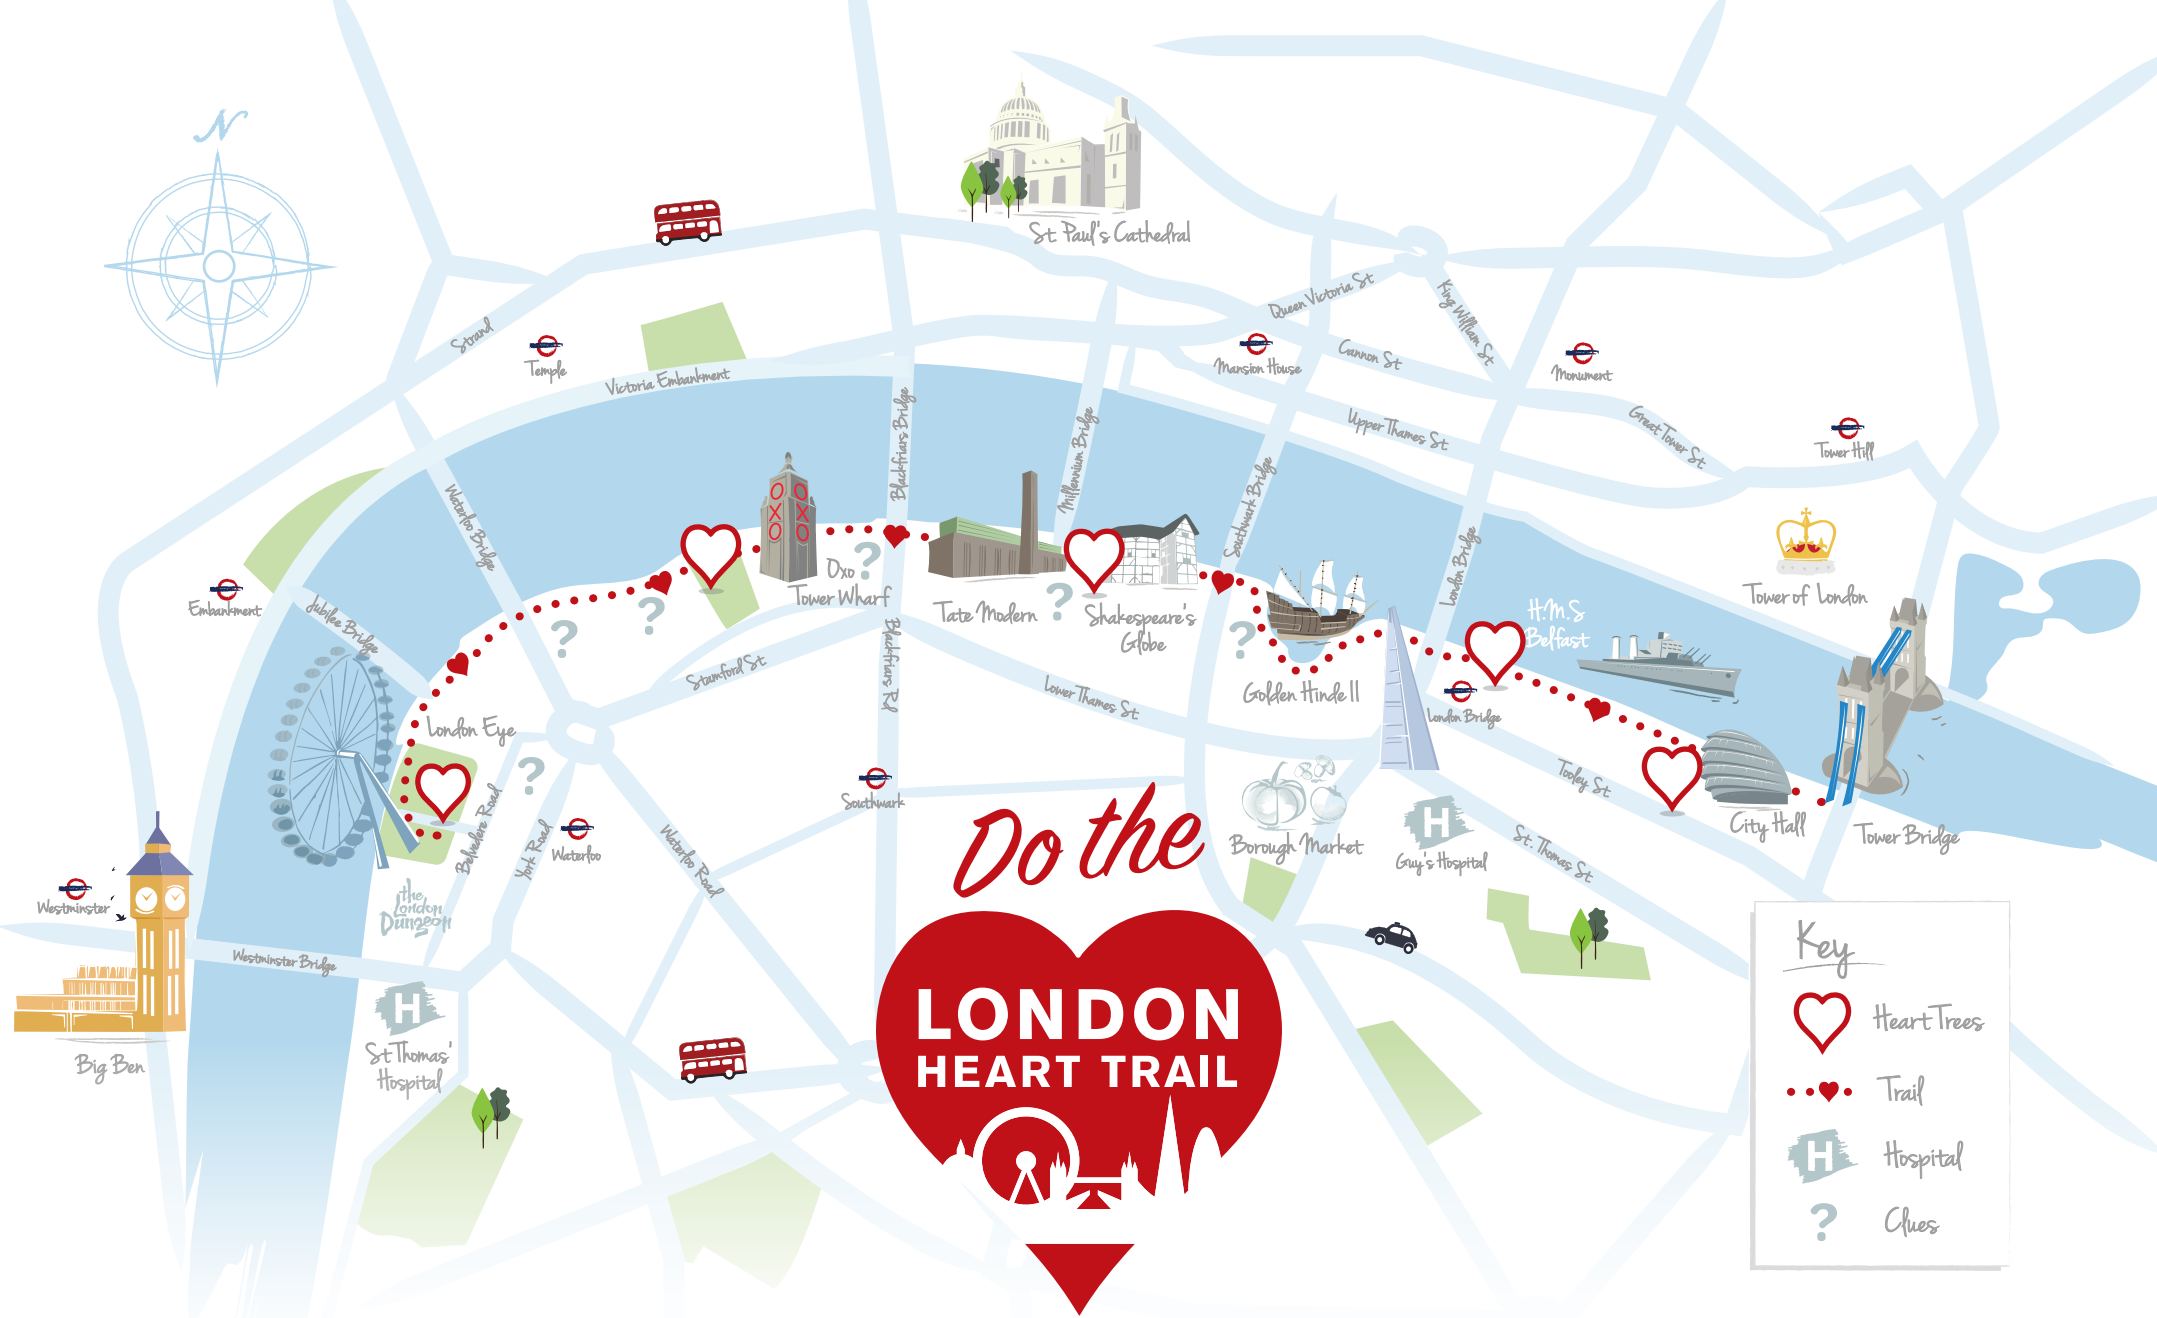 N
St. Paul's Cathedral
Queen Victoria St
King William St
Strand
Temple
Victoria Embankment
Mansion House
Cannon St
Monument
Upper Thames St
Great Tower St
Tower Hill
Blackfriars Bridge
Millennium Bridge
Southwark Bridge
London Bridge
Waterloo Bridge
OXO
OXO
Oxo
Tower Wharf
?
?
?
?
?
?
Embankment
Jubilee Bridge
Tate Modern
Shakespeare's
Globe
H.M.S
Belfast
Tower of London
Stamford St
Blackfriars Rd
Lower Thames St
Golden Hinde II
London Bridge
London Eye
Tooley St
City Hall
Tower Bridge
Southwark
Belvedere Road
York Road
Waterloo
Waterloo Road
Borough Market
H
Guy's Hospital
St. Thomas St
Westminster
the
London
Dungeon
Westminster Bridge
Big Ben
H
St Thomas'
Hospital
Do the
LONDON
HEART TRAIL
Key
Heart Trees
Trail
H
Hospital
?
Clues